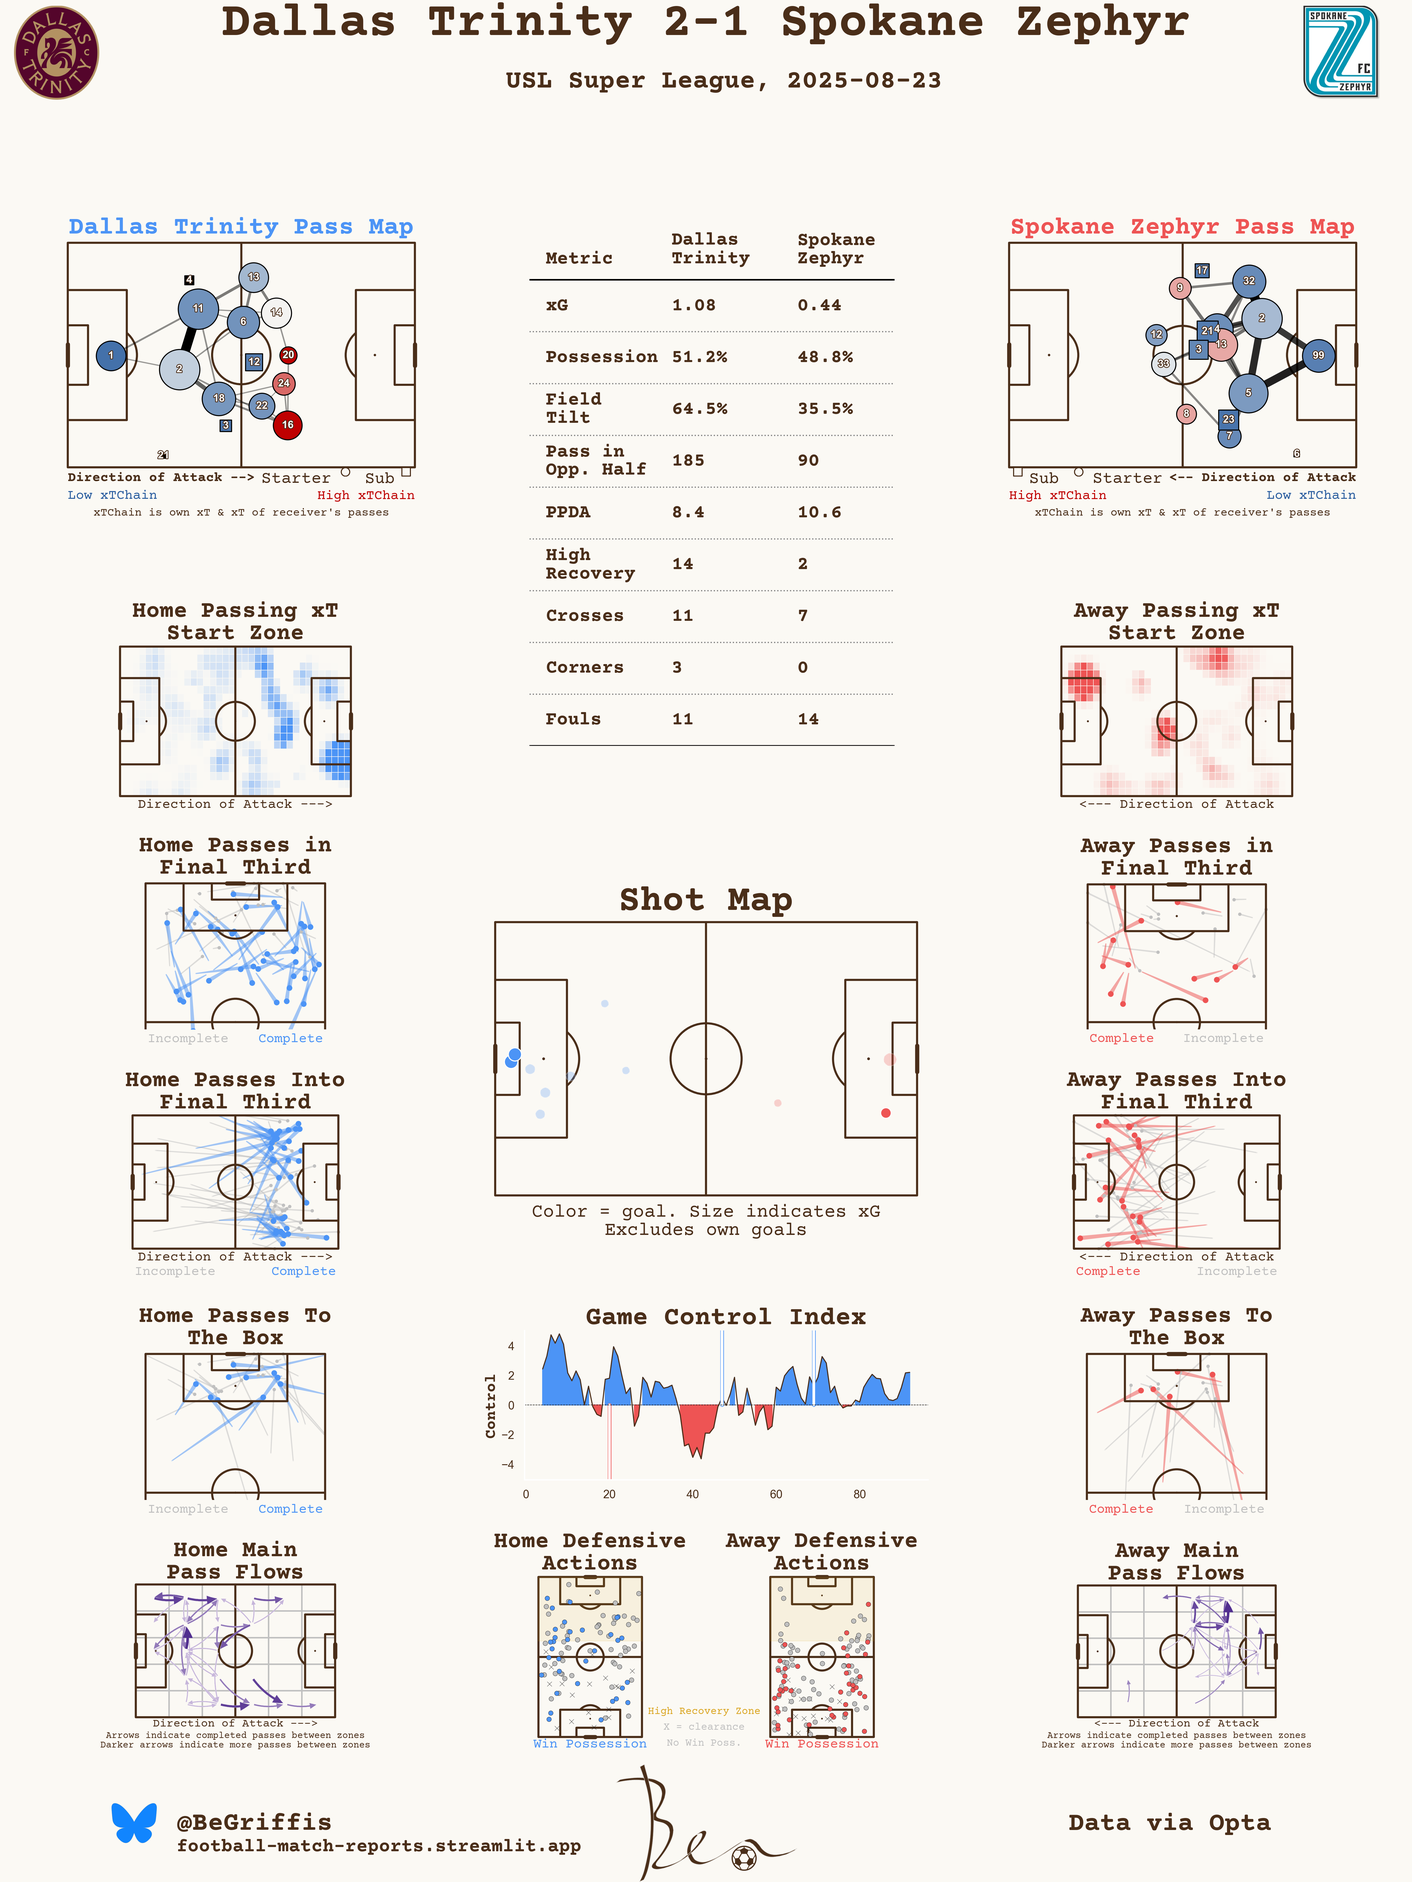 Dallas Trinity 2-1 Spokane Zephyr
USL Super League, 2025-08-23
DALLAS
F C
TRINITY
SPOKANE
FC
ZEPHYR
Dallas Trinity Pass Map
4
13
11
14
6
1
20
12
2
24
18
22
3
16
21
Direction of Attack --> Starter Sub
Low xTChain High xTChain
xTChain is own xT & xT of receiver's passes
Metric Dallas Trinity Spokane Zephyr
xG 1.08 0.44
Possession 51.2% 48.8%
Field Tilt 64.5% 35.5%
Pass in Opp. Half 185 90
PPDA 8.4 10.6
High Recovery 14 2
Crosses 11 7
Corners 3 0
Fouls 11 14
Spokane Zephyr Pass Map
17
9
32
2
21
4
12
13
3
99
33
5
8
23
7
6
Sub Starter <-- Direction of Attack
High xTChain Low xTChain
xTChain is own xT & xT of receiver's passes
Home Passing xT
Start Zone
Direction of Attack --->
Away Passing xT
Start Zone
<--- Direction of Attack
Home Passes in
Final Third
Incomplete Complete
Away Passes in
Final Third
Complete Incomplete
Shot Map
Color = goal. Size indicates xG
Excludes own goals
Home Passes Into
Final Third
Direction of Attack --->
Incomplete Complete
Away Passes Into
Final Third
<--- Direction of Attack
Complete Incomplete
Home Passes To
The Box
Incomplete Complete
Game Control Index
Control
4
2
0
−2
−4
0 20 40 60 80
Away Passes To
The Box
Complete Incomplete
Home Main
Pass Flows
Direction of Attack --->
Arrows indicate completed passes between zones
Darker arrows indicate more passes between zones
Home Defensive
Actions
Win Possession
High Recovery Zone
X = clearance
No Win Poss.
Away Defensive
Actions
Win Possession
Away Main
Pass Flows
<--- Direction of Attack
Arrows indicate completed passes between zones
Darker arrows indicate more passes between zones
@BeGriffis
football-match-reports.streamlit.app
Ben
Data via Opta